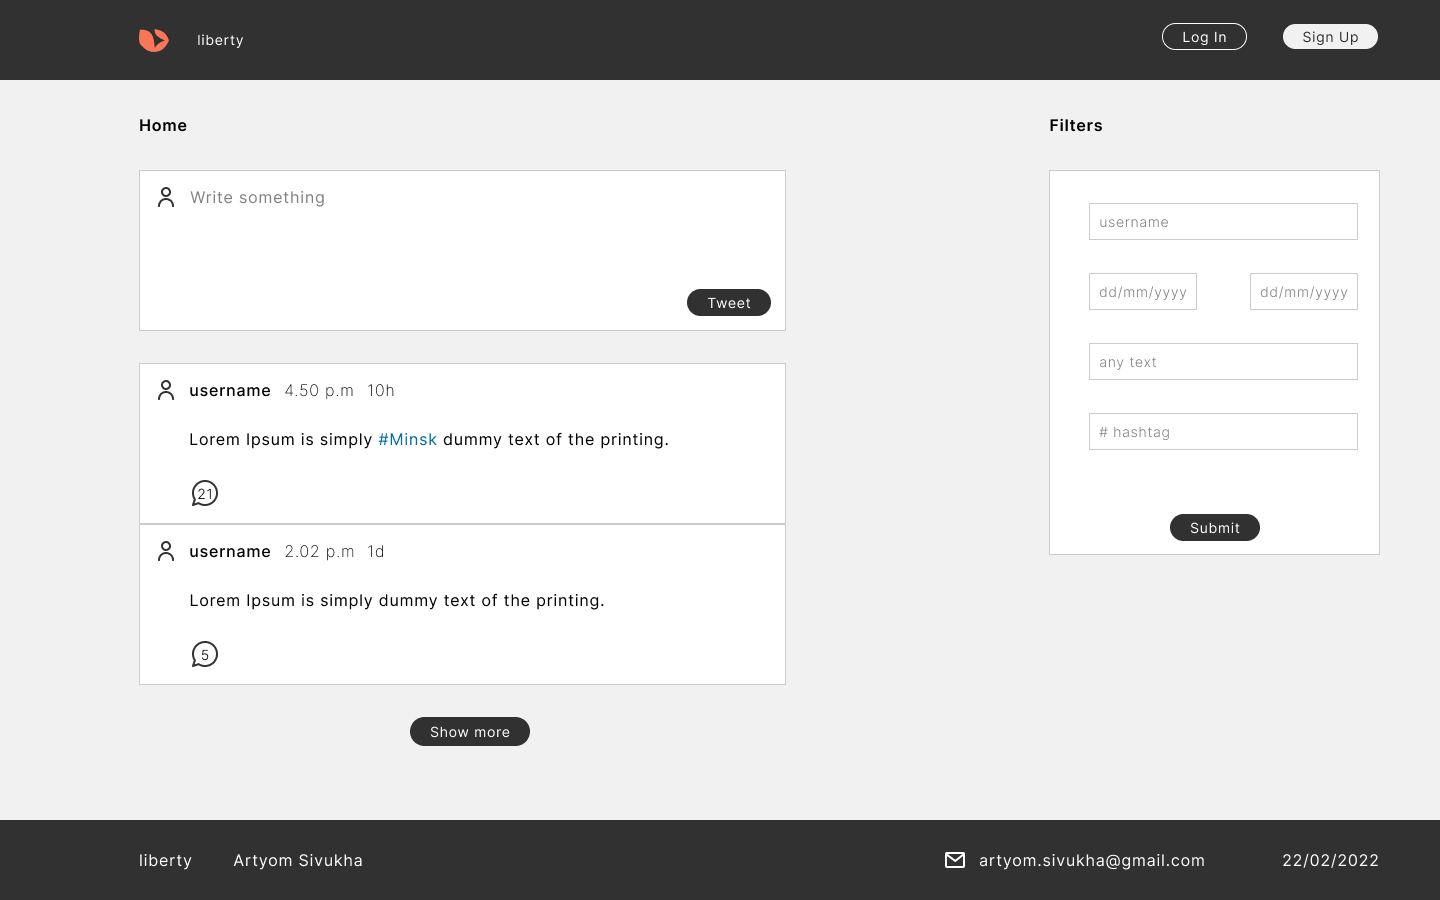 liberty
Log In
Sign Up
Home
Filters
Write something
Tweet
username 4.50 p.m 10h
Lorem Ipsum is simply #Minsk dummy text of the printing.
21
username 2.02 p.m 1d
Lorem Ipsum is simply dummy text of the printing.
5
Show more
username
dd/mm/yyyy dd/mm/yyyy
any text
# hashtag
Submit
liberty Artyom Sivukha artyom.sivukha@gmail.com 22/02/2022